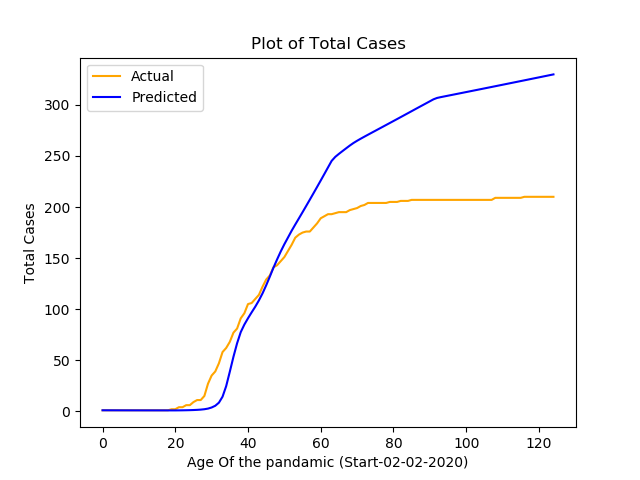 Plot of Total Cases
Actual
Predicted
300
250
200
150
100
50
0
Total Cases
0 20 40 60 80 100 120
Age Of the pandamic (Start-02-02-2020)